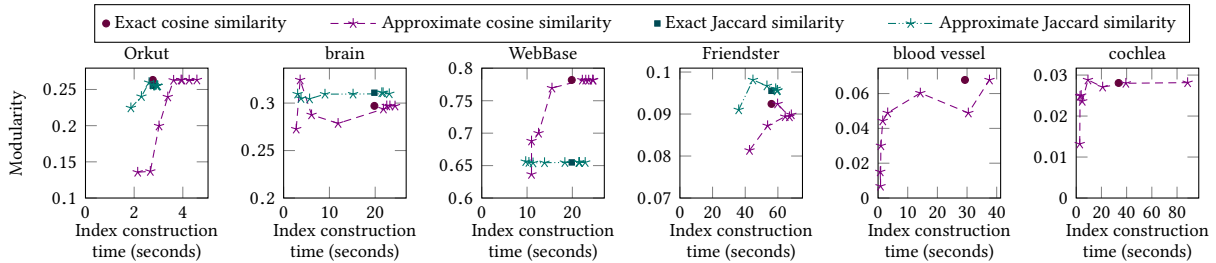 Exact cosine similarity Approximate cosine similarity Exact Jaccard similarity Approximate Jaccard similarity
Orkut brain WebBase Friendster blood vessel cochlea
Modularity
0.25
0.2
0.15
0.1
0 2 4
Index construction
time (seconds)
0.3
0.25
0.2
0 10 20
Index construction
time (seconds)
0.8
0.75
0.7
0.65
0.6
0 10 20
Index construction
time (seconds)
0.1
0.09
0.08
0.07
0 20 40 60
Index construction
time (seconds)
0.06
0.04
0.02
0.00
0 10 20 30 40
Index construction
time (seconds)
0.03
0.02
0.01
0.00
0 20 40 60 80
Index construction
time (seconds)